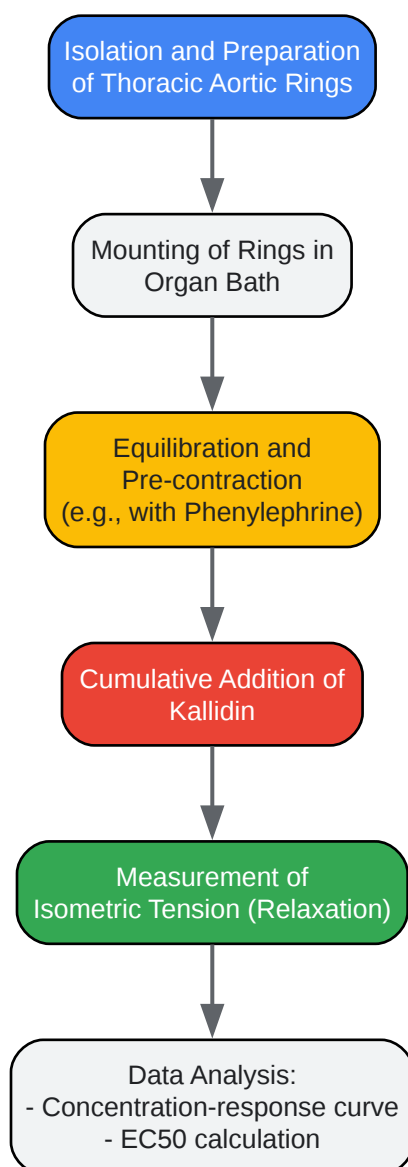 Isolation and Preparation
of Thoracic Aortic Rings
Mounting of Rings in
Organ Bath
Equilibration and
Pre-contraction
(e.g., with Phenylephrine)
Cumulative Addition of
Kallidin
Measurement of
Isometric Tension (Relaxation)
Data Analysis:
- Concentration-response curve
- EC50 calculation